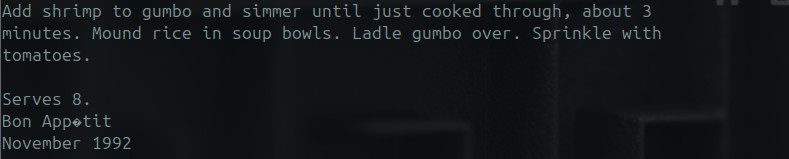 Add shrimp to gumbo and simmer until just cooked through, about 3
minutes. Mound rice in soup bowls. Ladle gumbo over. Sprinkle with
tomatoes.
Serves 8.
Bon App�tit
November 1992